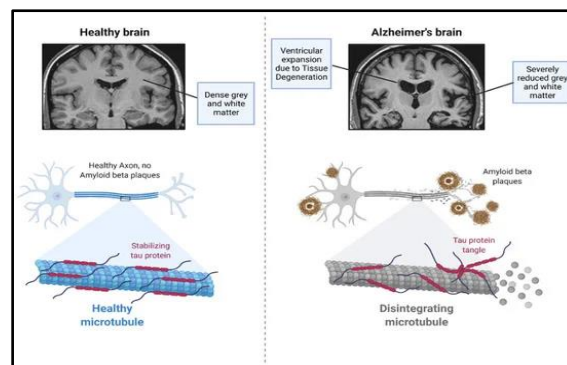 Healthy brain
Dense grey
and white
matter
Healthy Axon, no
Amyloid beta plaques
Stabilizing
tau protein
Healthy
microtubule
Alzheimer's brain
Ventricular
expansion
due to Tissue
Degeneration
Severely
reduced grey
and white
matter
Amyloid beta
plaques
Tau protein
tangle
Disintegrating
microtubule